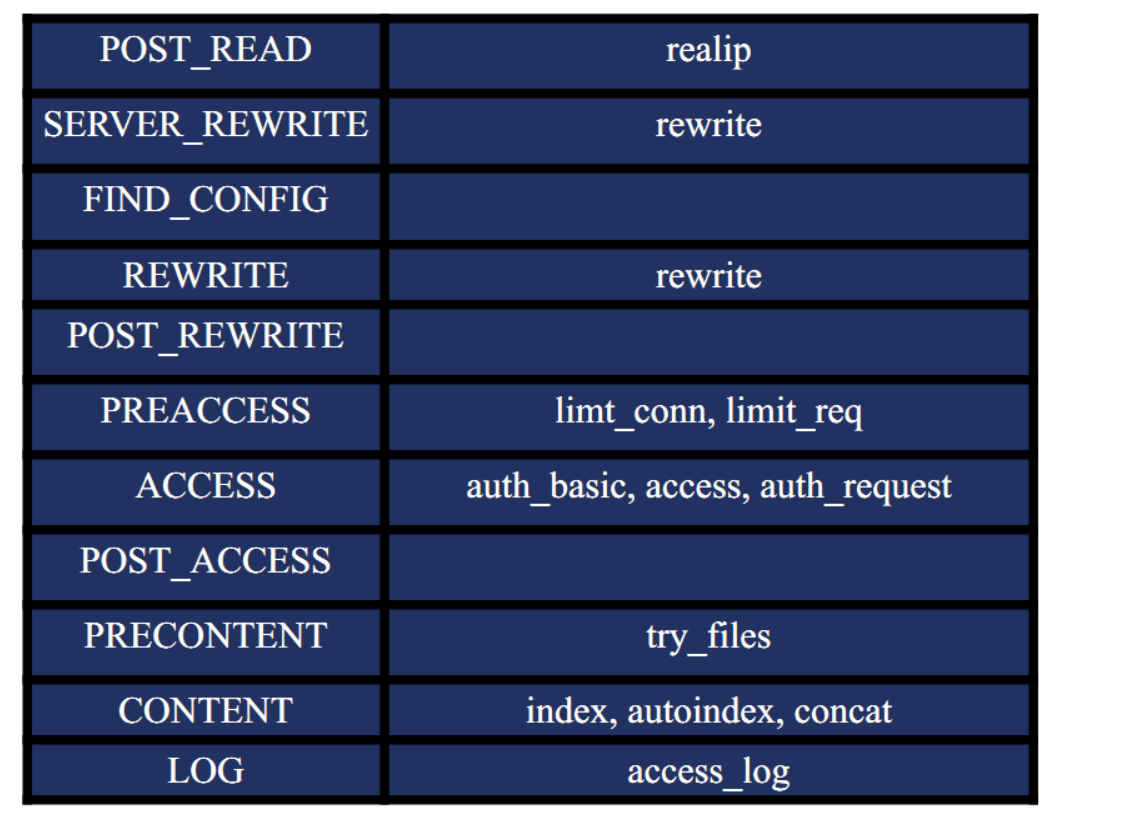 POST_READ realip
SERVER_REWRITE rewrite
FIND_CONFIG
REWRITE rewrite
POST_REWRITE
PREACCESS limt_conn, limit_req
ACCESS auth_basic, access, auth_request
POST_ACCESS
PRECONTENT try_files
CONTENT index, autoindex, concat
LOG access_log